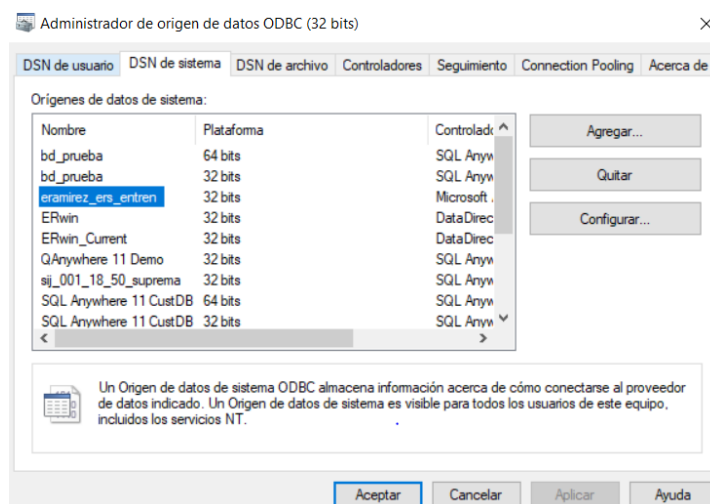 Administrador de origen de datos ODBC (32 bits)
DSN de usuario DSN de sistema DSN de archivo Controladores Seguimiento Connection Pooling Acerca de
Orígenes de datos de sistema:
Nombre Plataforma Controlado
bd_prueba 64 bits SQL Anyw
bd_prueba 32 bits SQL Anyw
eramirez_ers_entren 32 bits Microsoft
ERwin 32 bits DataDirec
ERwin_Current 32 bits DataDirec
QAnywhere 11 Demo 32 bits SQL Anyw
sij_001_18_50_suprema 32 bits SQL Anyw
SQL Anywhere 11 CustDB 64 bits SQL Anyw
SQL Anywhere 11 CustDB 32 bits SQL Anyw
Agregar...
Quitar
Configurar...
Un Origen de datos de sistema ODBC almacena información acerca de cómo conectarse al proveedor
de datos indicado. Un Origen de datos de sistema es visible para todos los usuarios de este equipo,
incluidos los servicios NT.
Aceptar Cancelar Aplicar Ayuda